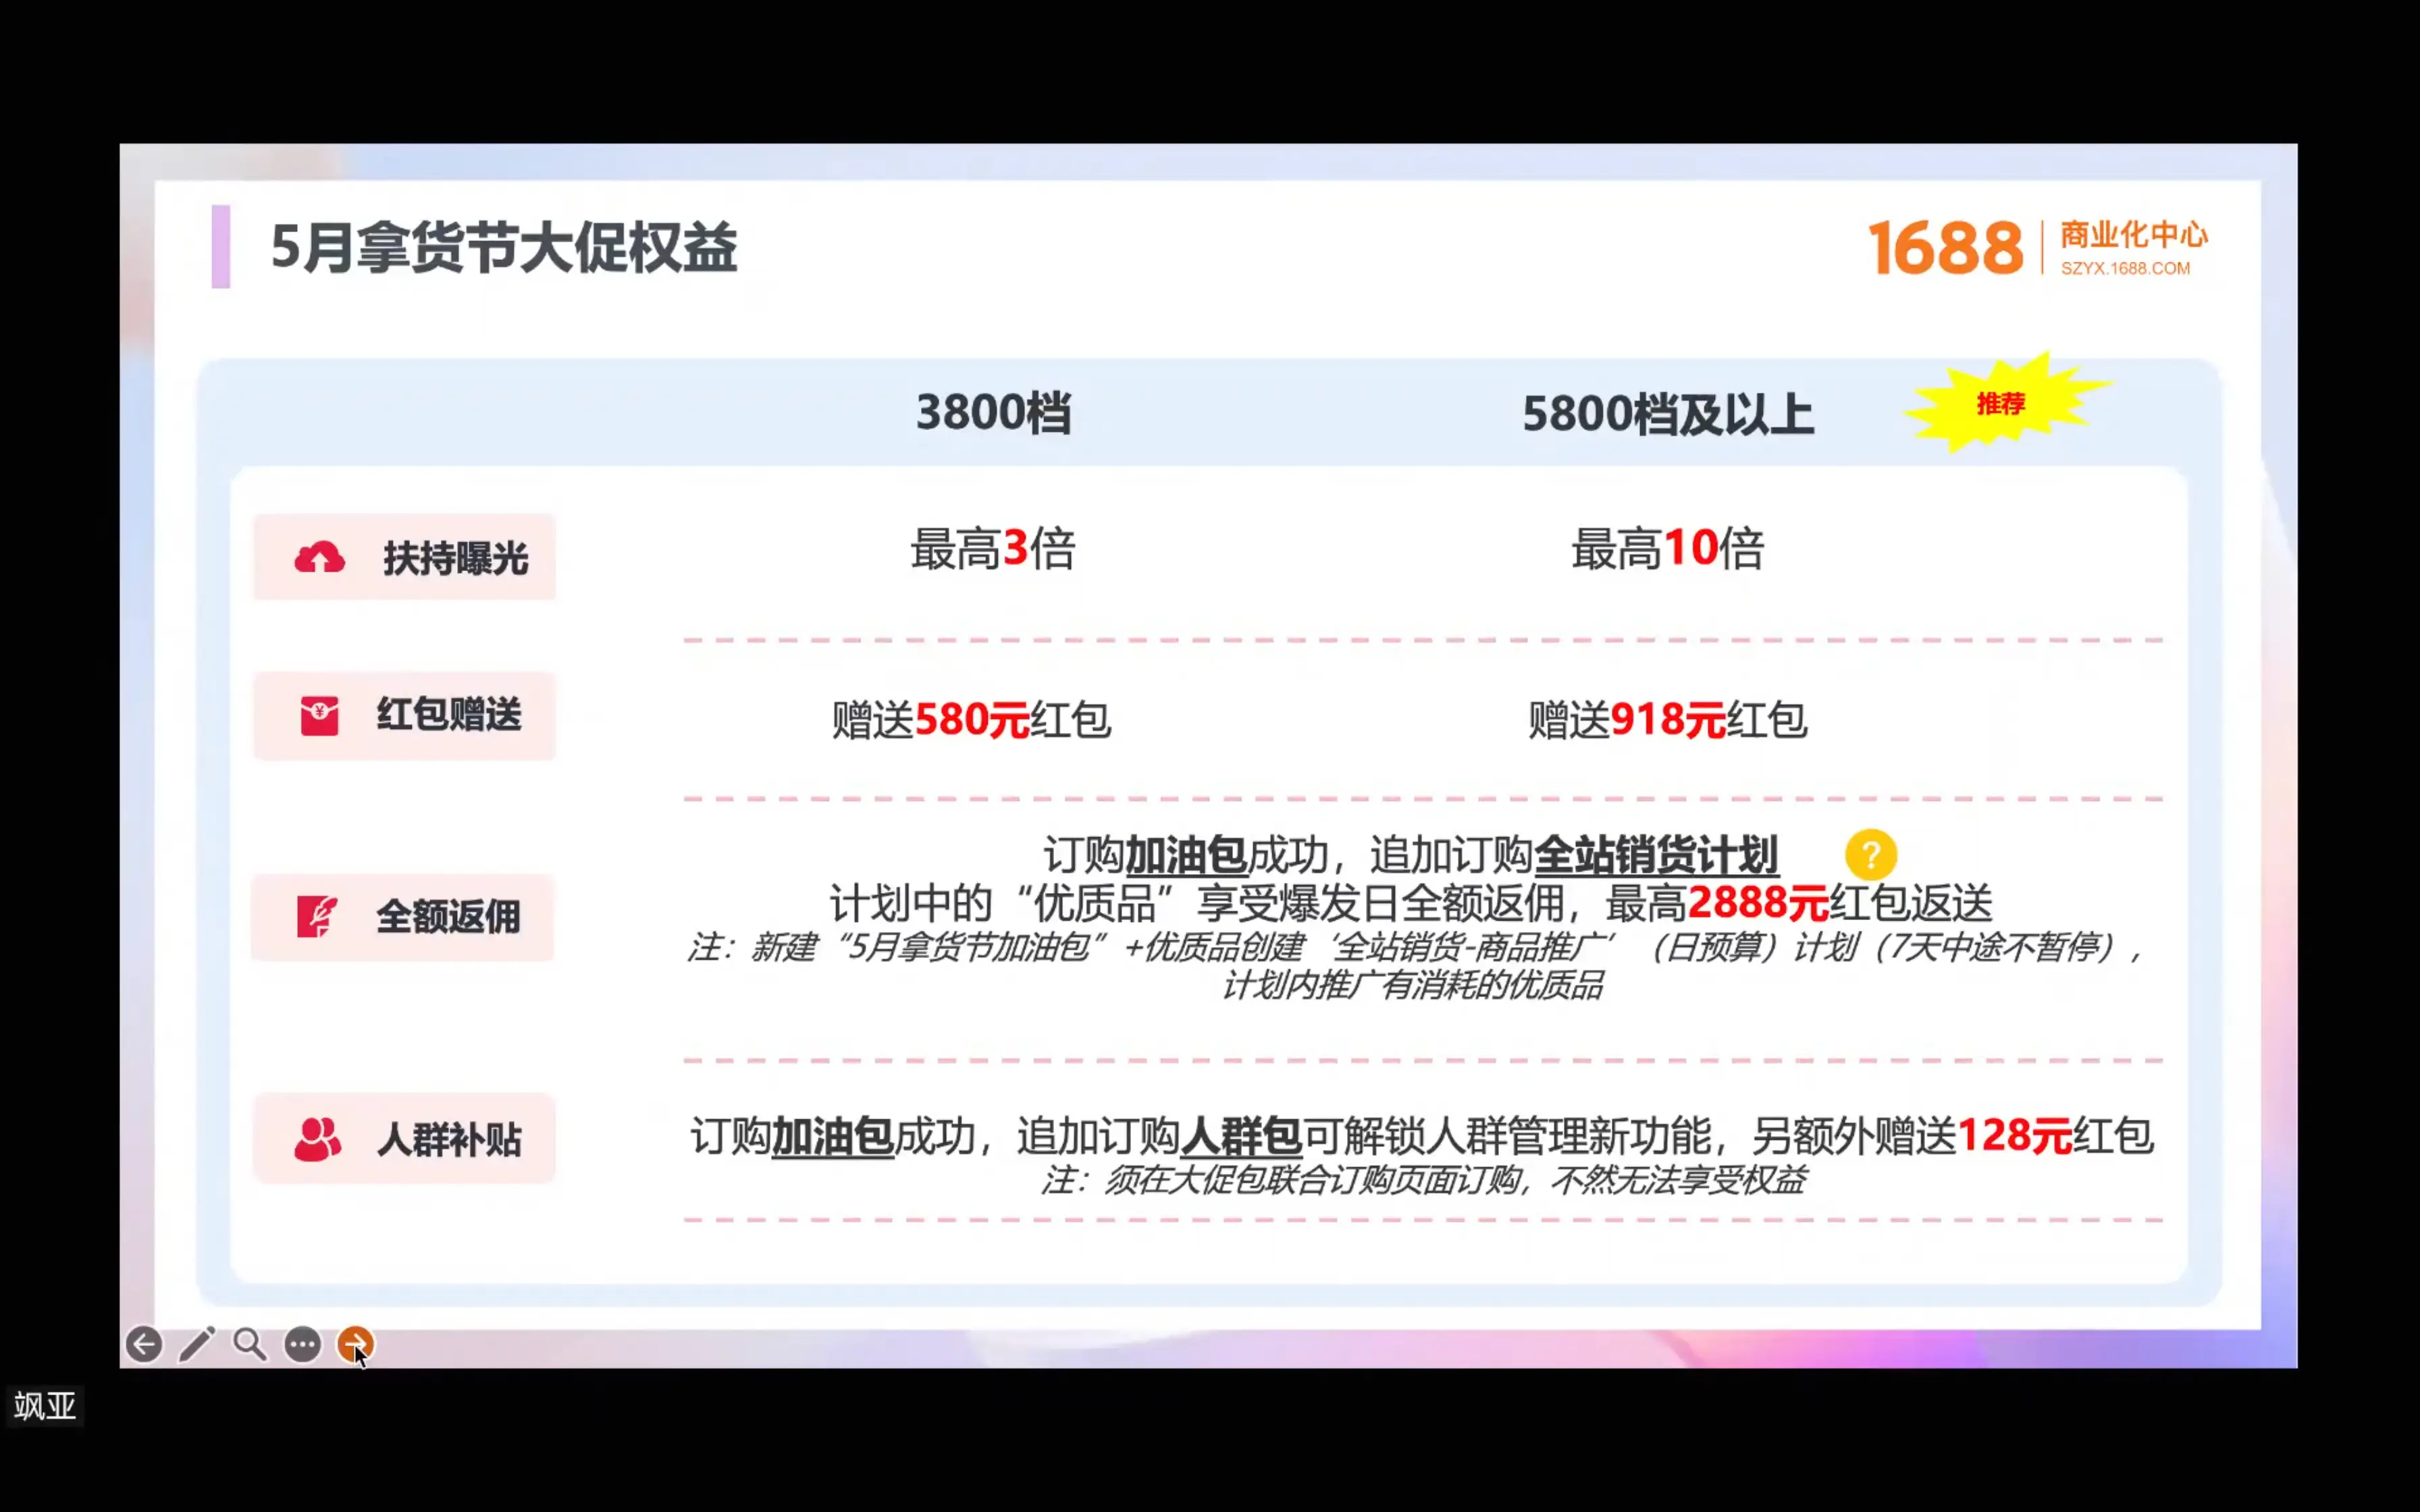 5月拿货节大促权益
1688
商业化中心
SZYX.1688.COM
3800档
5800档及以上
推荐
扶持曝光
最高3倍
最高10倍
红包赠送
赠送580元红包
赠送918元红包
全额返佣
订购加油包成功，追加订购全站销货计划
?
计划中的“优质品”享受爆发日全额返佣，最高2888元红包返送
注：新建“5月拿货节加油包”+优质品创建‘全站销货-商品推广’（日预算）计划（7天中途不暂停），
计划内推广有消耗的优质品
人群补贴
订购加油包成功，追加订购人群包可解锁人群管理新功能，另额外赠送128元红包
注：须在大促包联合订购页面订购，不然无法享受权益
飒亚